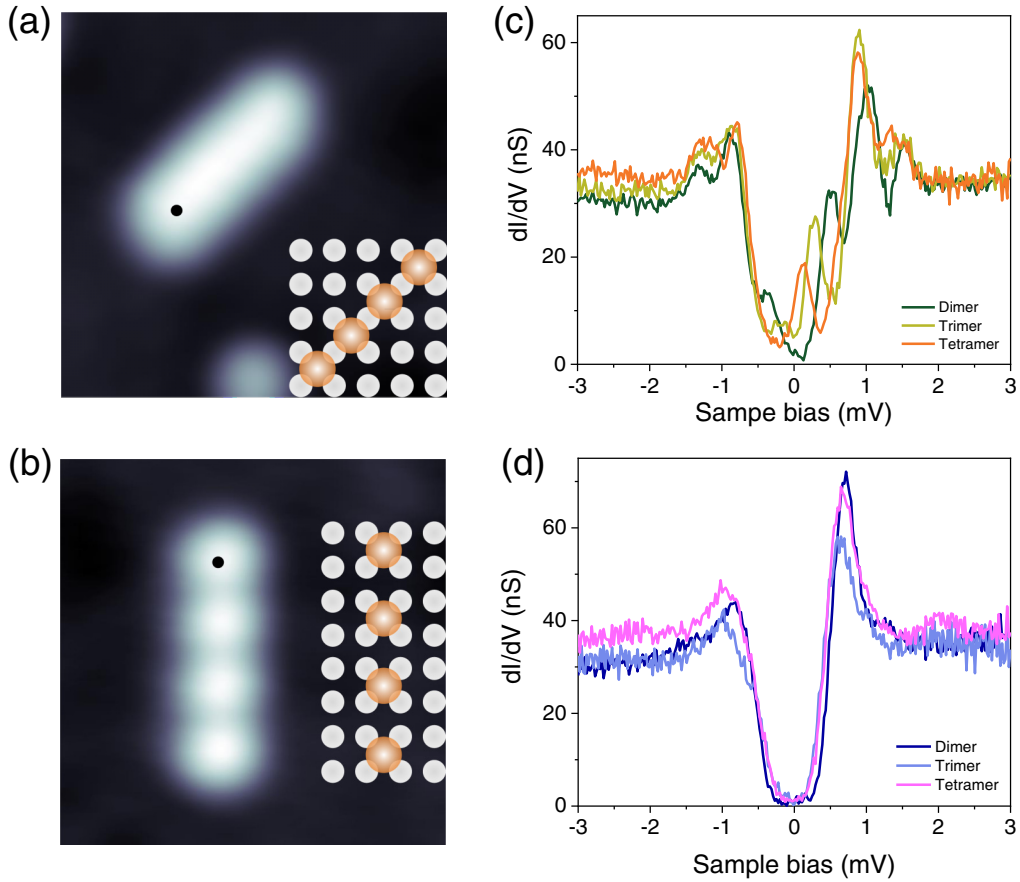 (a)
(c)
60
40
20
0
dI/dV (nS)
Dimer
Trimer
Tetramer
-3 -2 -1 0 1 2 3
Sampe bias (mV)
(b)
(d)
60
40
20
0
dI/dV (nS)
Dimer
Trimer
Tetramer
-3 -2 -1 0 1 2 3
Sample bias (mV)